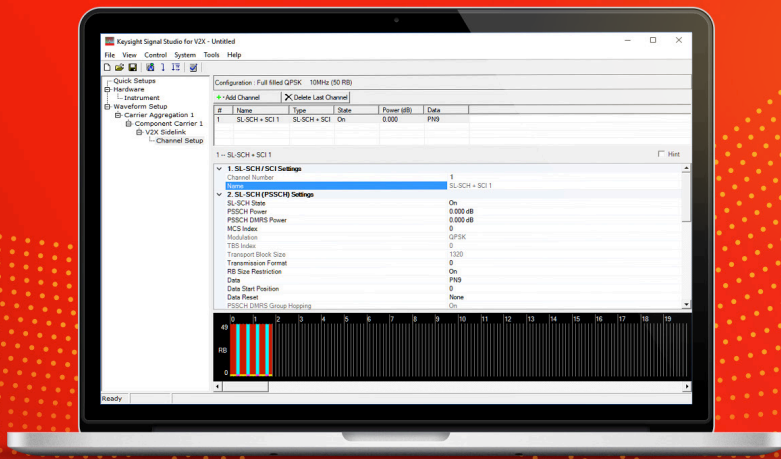 Keysight Signal Studio for V2X - Untitled
File View Control System Tools Help
Quick Setups
Hardware
Instrument
Waveform Setup
Carrier Aggregation 1
Component Carrier 1
V2X Sidelink
Channel Setup
Configuration : Full filled QPSK 10MHz (50 RB)
Add Channel Delete Last Channel
# Name Type State Power (dB) Data
1 SL-SCH + SCI 1 SL-SCH + SCI On 0.000 PN9
1 -- SL-SCH + SCI 1 Hint
1. SL-SCH / SCI Settings
Channel Number 1
Name SL-SCH + SCI 1
2. SL-SCH (PSSCH) Settings
SL-SCH State On
PSSCH Power 0.000 dB
PSSCH DMRS Power 0.000 dB
MCS Index 0
Modulation QPSK
TBS Index 0
Transport Block Size 1320
Transmission Format 0
RB Size Restriction On
Data PN9
Data Start Position 0
Data Reset None
PSSCH DMRS Group Hopping On
0 1 2 3 4 5 6 7 8 9 10 11 12 13 14 15 16 17 18 19
49
RB
0
Ready